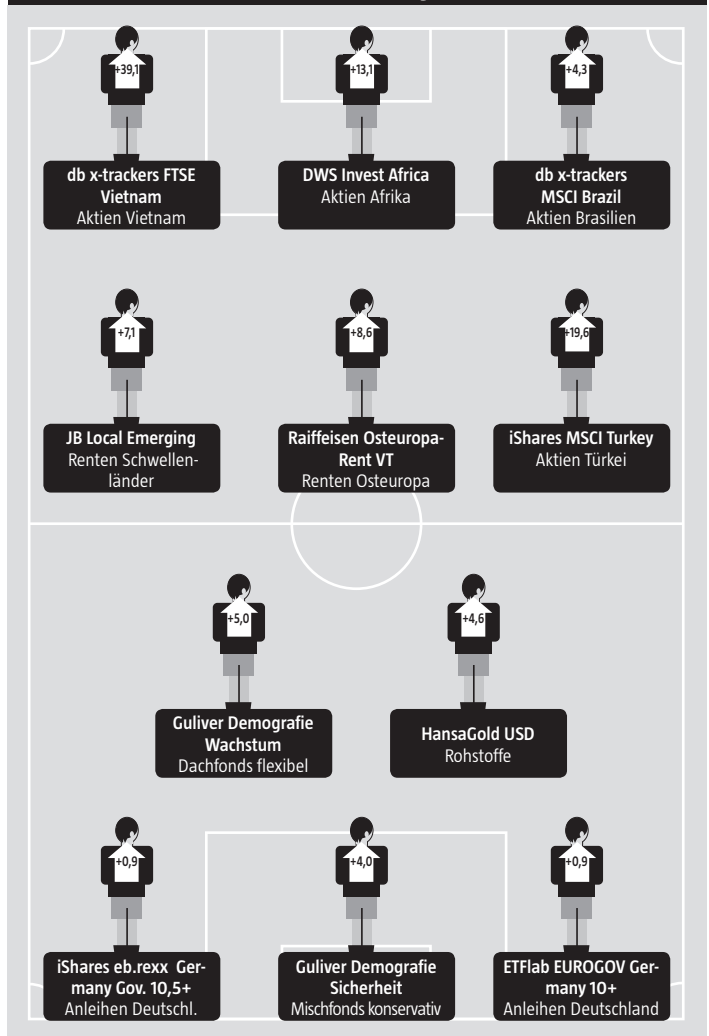 +39,1
+13,1
+4,3
db x-trackers FTSE
Vietnam
Aktien Vietnam
DWS Invest Africa
Aktien Afrika
db x-trackers
MSCI Brazil
Aktien Brasilien
+7,1
+8,6
+19,6
JB Local Emerging
Renten Schwellen-
länder
Raiffeisen Osteuropa-
Rent VT
Renten Osteuropa
iShares MSCI Turkey
Aktien Türkei
+5,0
+4,6
Guliver Demografie
Wachstum
Dachfonds flexibel
HansaGold USD
Rohstoffe
+0,9
+4,0
+0,9
iShares eb.rexx Ger-
many Gov. 10,5+
Anleihen Deutschl.
Guliver Demografie
Sicherheit
Mischfonds konservativ
ETFlab EUROGOV Ger-
many 10+
Anleihen Deutschland